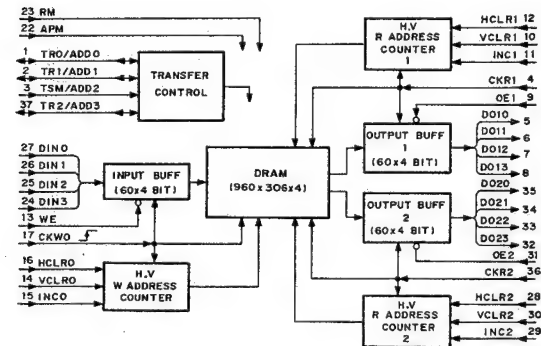 23 RM
22 APM
1 TR0/ADD0
2 TR1/ADD1
3 TSM/ADD2
37 TR2/ADD3
TRANSFER
CONTROL
H,V
R ADDRESS
COUNTER
1
HCLR1 12
VCLR1 10
INC1 11
CKR1 4
OE1 9
27 DIN0
26 DIN1
25 DIN2
24 DIN3
13 WE
17 CKW0
INPUT BUFF
(60x4 BIT)
DRAM
(960x306x4)
OUTPUT BUFF
1
(60x4 BIT)
DO10 5
DO11 6
DO12 7
DO13 8
OUTPUT BUFF
2
(60x4 BIT)
DO20 35
DO21 34
DO22 33
DO23 32
OE2 31
CKR2 36
16 HCLR0
14 VCLR0
15 INC0
H,V
W ADDRESS
COUNTER
H,V
R ADDRESS
COUNTER
2
HCLR2 28
VCLR2 30
INC2 29